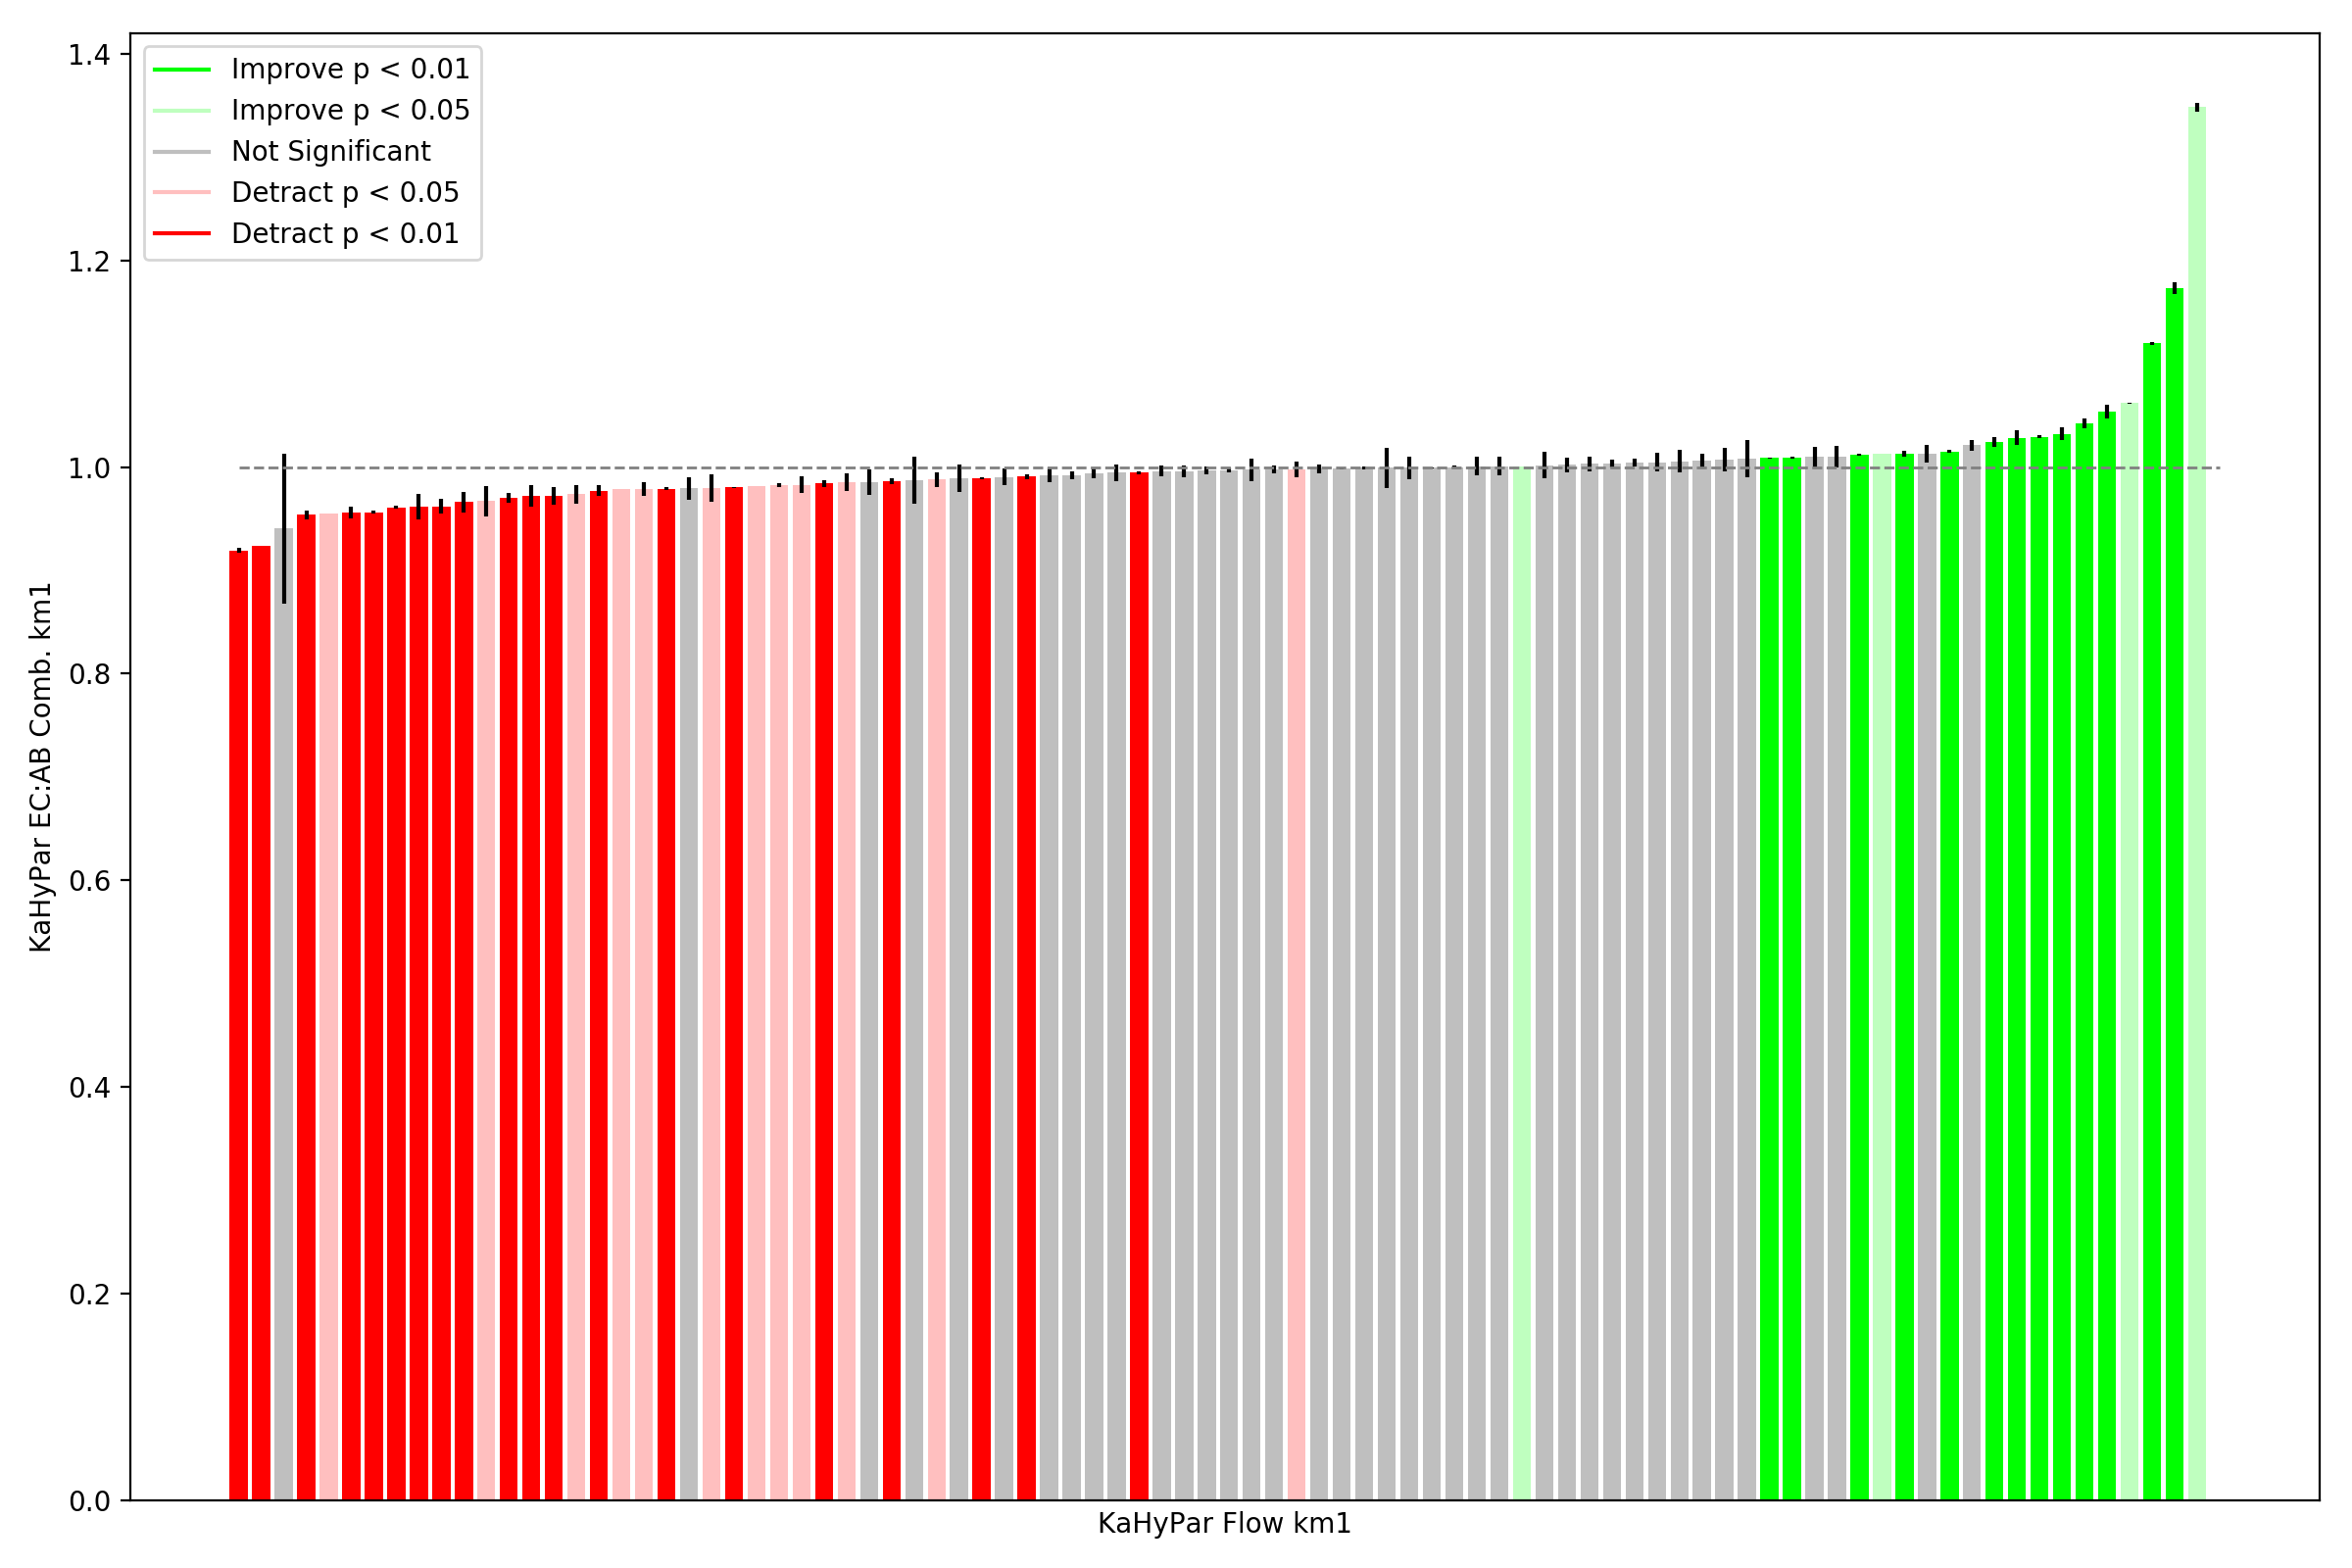 Improve p < 0.01
Improve p < 0.05
Not Significant
Detract p < 0.05
Detract p < 0.01
1.4
1.2
1.0
0.8
0.6
0.4
0.2
0.0
KaHyPar EC:AB Comb. km1
KaHyPar Flow km1